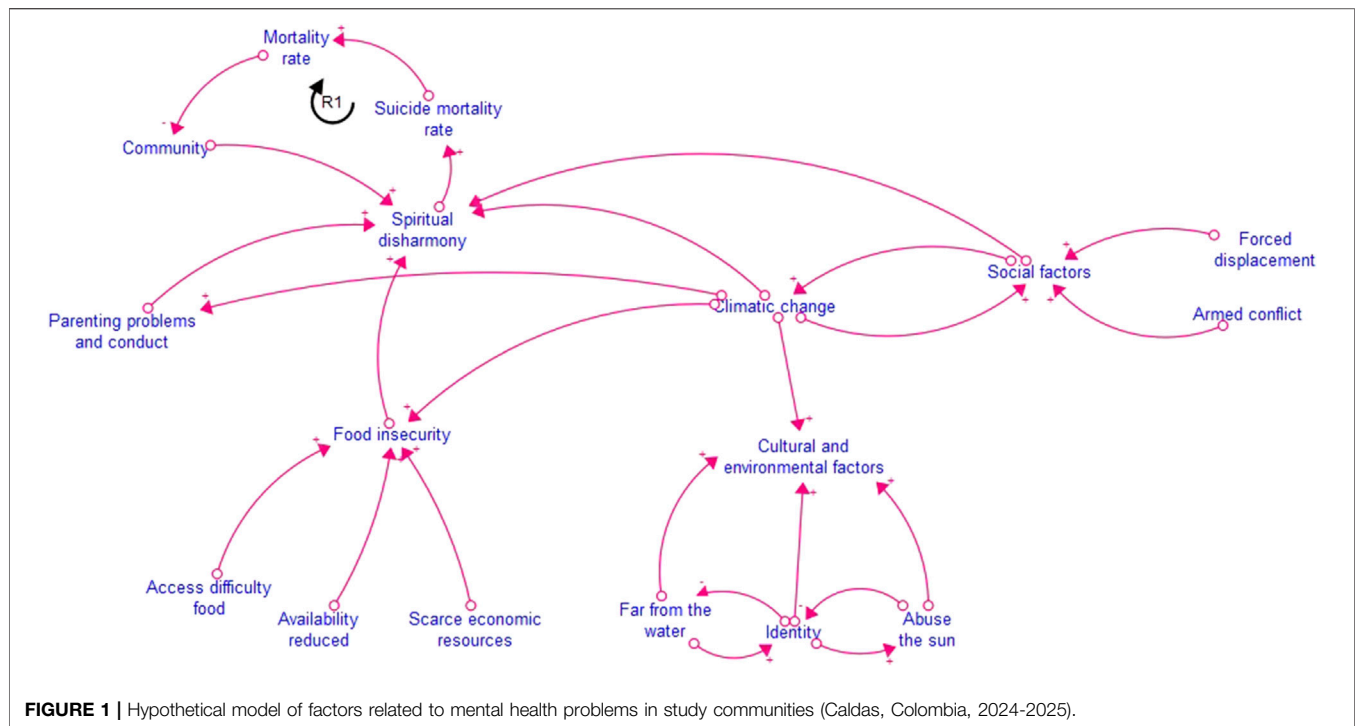 Mortality
rate
R1
Suicide mortality
rate
Community
Spiritual
disharmony
Forced
displacement
Social factors
Climatic change
Armed conflict
Parenting problems
and conduct
Food insecurity
Cultural and
environmental factors
Access difficulty
food
Availability
reduced
Scarce economic
resources
Far from the
water
Identity
Abuse
the sun
FIGURE 1 | Hypothetical model of factors related to mental health problems in study communities (Caldas, Colombia, 2024-2025).